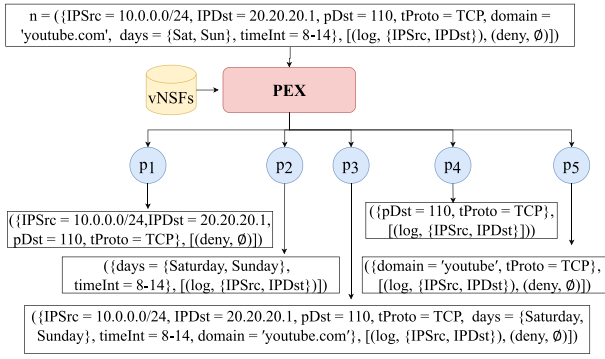 n = ({IPSrc = 10.0.0.0/24, IPDst = 20.20.20.1, pDst = 110, tProto = TCP, domain =
'youtube.com', days = {Sat, Sun}, timeInt = 8-14}, [(log, {IPSrc, IPDst}), (deny, ∅)])
vNSFs
PEX
p1
p2
p3
p4
p5
({IPSrc = 10.0.0.0/24,IPDst = 20.20.20.1,
pDst = 110, tProto = TCP}, [(deny, ∅)])
({pDst = 110, tProto = TCP},
[(log, {IPSrc, IPDst}]))
({days = {Saturday, Sunday},
timeInt = 8-14}, [(log, {IPSrc, IPDst})])
({domain = 'youtube', tProto = TCP},
[(log, {IPSrc, IPDst}), (deny, ∅)])
({IPSrc = 10.0.0.0/24, IPDst = 20.20.20.1, pDst = 110, tProto = TCP, days = {Saturday,
Sunday}, timeInt = 8-14, domain = 'youtube.com'}, [(log, {IPSrc, IPDst}), (deny, ∅)])